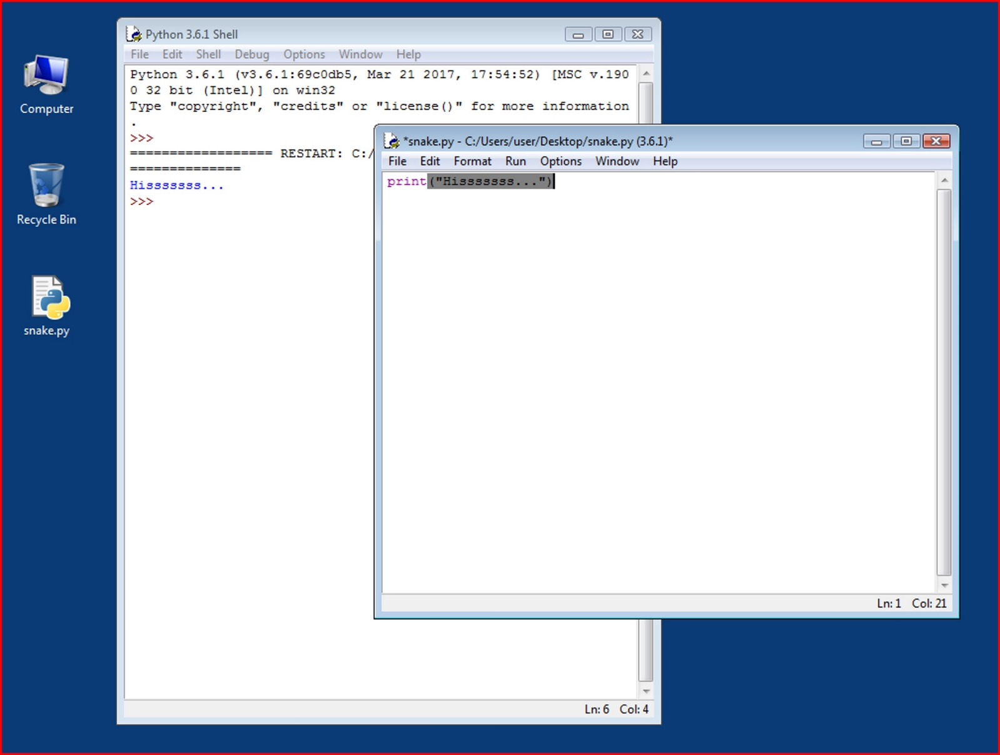 Computer
Recycle Bin
snake.py
Python 3.6.1 Shell
File Edit Shell Debug Options Window Help
Python 3.6.1 (v3.6.1:69c0db5, Mar 21 2017, 17:54:52) [MSC v.190
0 32 bit (Intel)] on win32
Type "copyright", "credits" or "license()" for more information
.
>>>
================== RESTART: C:/
==============
Hisssssss...
>>>
Ln: 6 Col: 4
*snake.py - C:/Users/user/Desktop/snake.py (3.6.1)*
File Edit Format Run Options Window Help
print("Hisssssss...")
Ln: 1 Col: 21